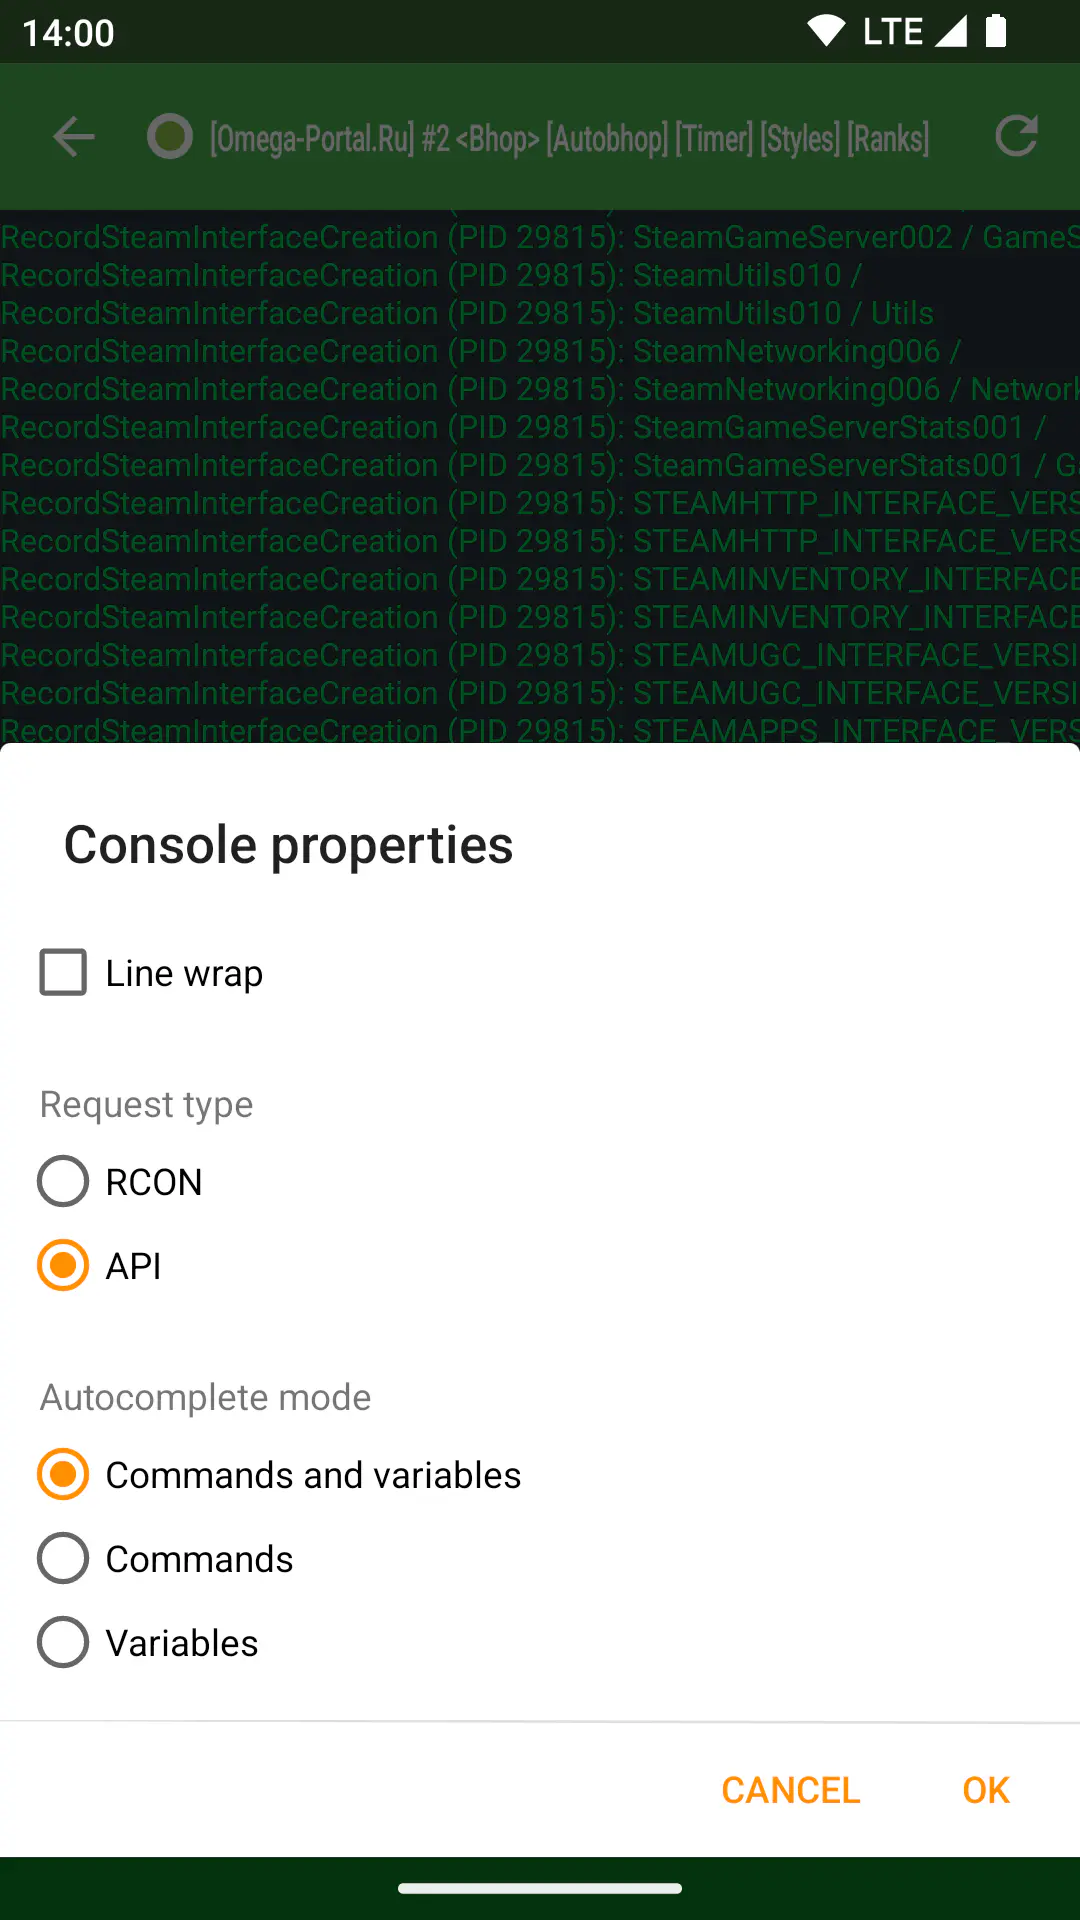 14:00 LTE
[Omega-Portal.Ru] #2 <Bhop> [Autobhop] [Timer] [Styles] [Ranks]
RecordSteamInterfaceCreation (PID 29815): SteamGameServer002 / GameS
RecordSteamInterfaceCreation (PID 29815): SteamUtils010 /
RecordSteamInterfaceCreation (PID 29815): SteamUtils010 / Utils
RecordSteamInterfaceCreation (PID 29815): SteamNetworking006 /
RecordSteamInterfaceCreation (PID 29815): SteamNetworking006 / Network
RecordSteamInterfaceCreation (PID 29815): SteamGameServerStats001 /
RecordSteamInterfaceCreation (PID 29815): SteamGameServerStats001 / Ga
RecordSteamInterfaceCreation (PID 29815): STEAMHTTP_INTERFACE_VERS
RecordSteamInterfaceCreation (PID 29815): STEAMHTTP_INTERFACE_VERS
RecordSteamInterfaceCreation (PID 29815): STEAMINVENTORY_INTERFACE
RecordSteamInterfaceCreation (PID 29815): STEAMINVENTORY_INTERFACE
RecordSteamInterfaceCreation (PID 29815): STEAMUGC_INTERFACE_VERSI
RecordSteamInterfaceCreation (PID 29815): STEAMUGC_INTERFACE_VERSI
RecordSteamInterfaceCreation (PID 29815): STEAMAPPS_INTERFACE_VERS
Console properties
Line wrap
Request type
RCON
API
Autocomplete mode
Commands and variables
Commands
Variables
CANCEL OK